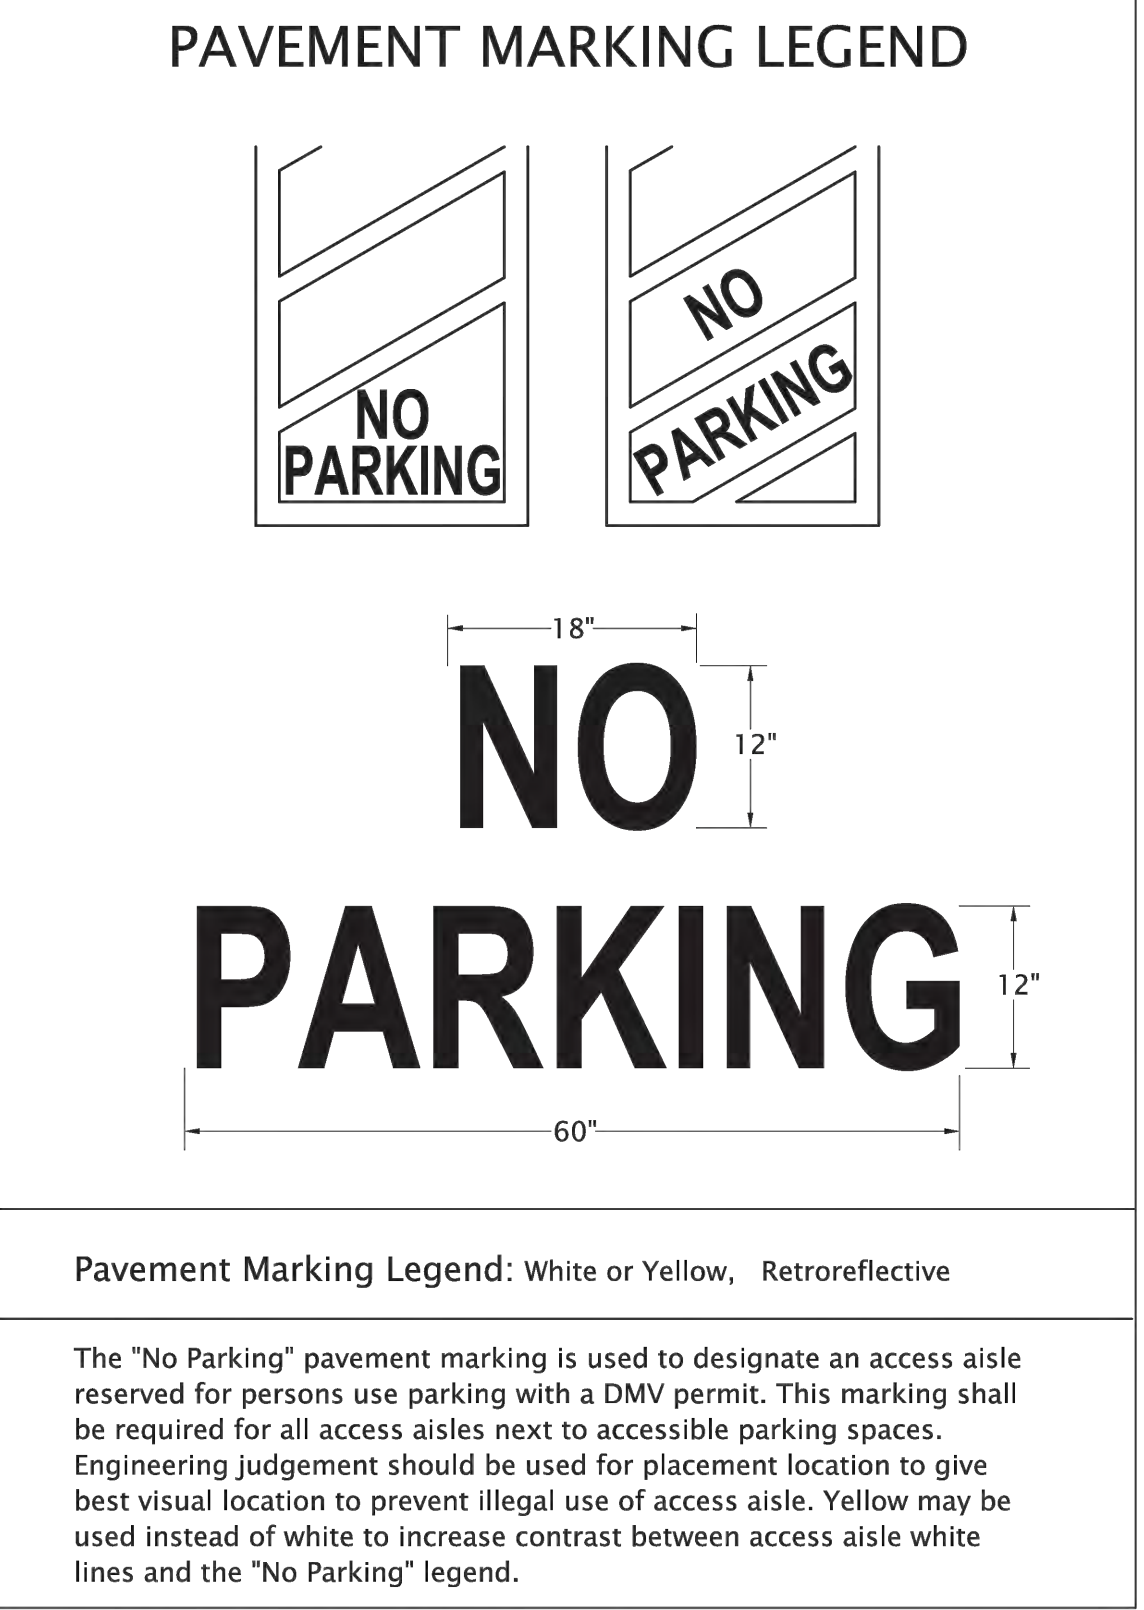 PAVEMENT MARKING LEGEND
NO
PARKING
NO
PARKING
18"
NO
12"
PARKING
12"
60"
Pavement Marking Legend: White or Yellow, Retroreflective
The "No Parking" pavement marking is used to designate an access aisle
reserved for persons use parking with a DMV permit. This marking shall
be required for all access aisles next to accessible parking spaces.
Engineering judgement should be used for placement location to give
best visual location to prevent illegal use of access aisle. Yellow may be
used instead of white to increase contrast between access aisle white
lines and the "No Parking" legend.